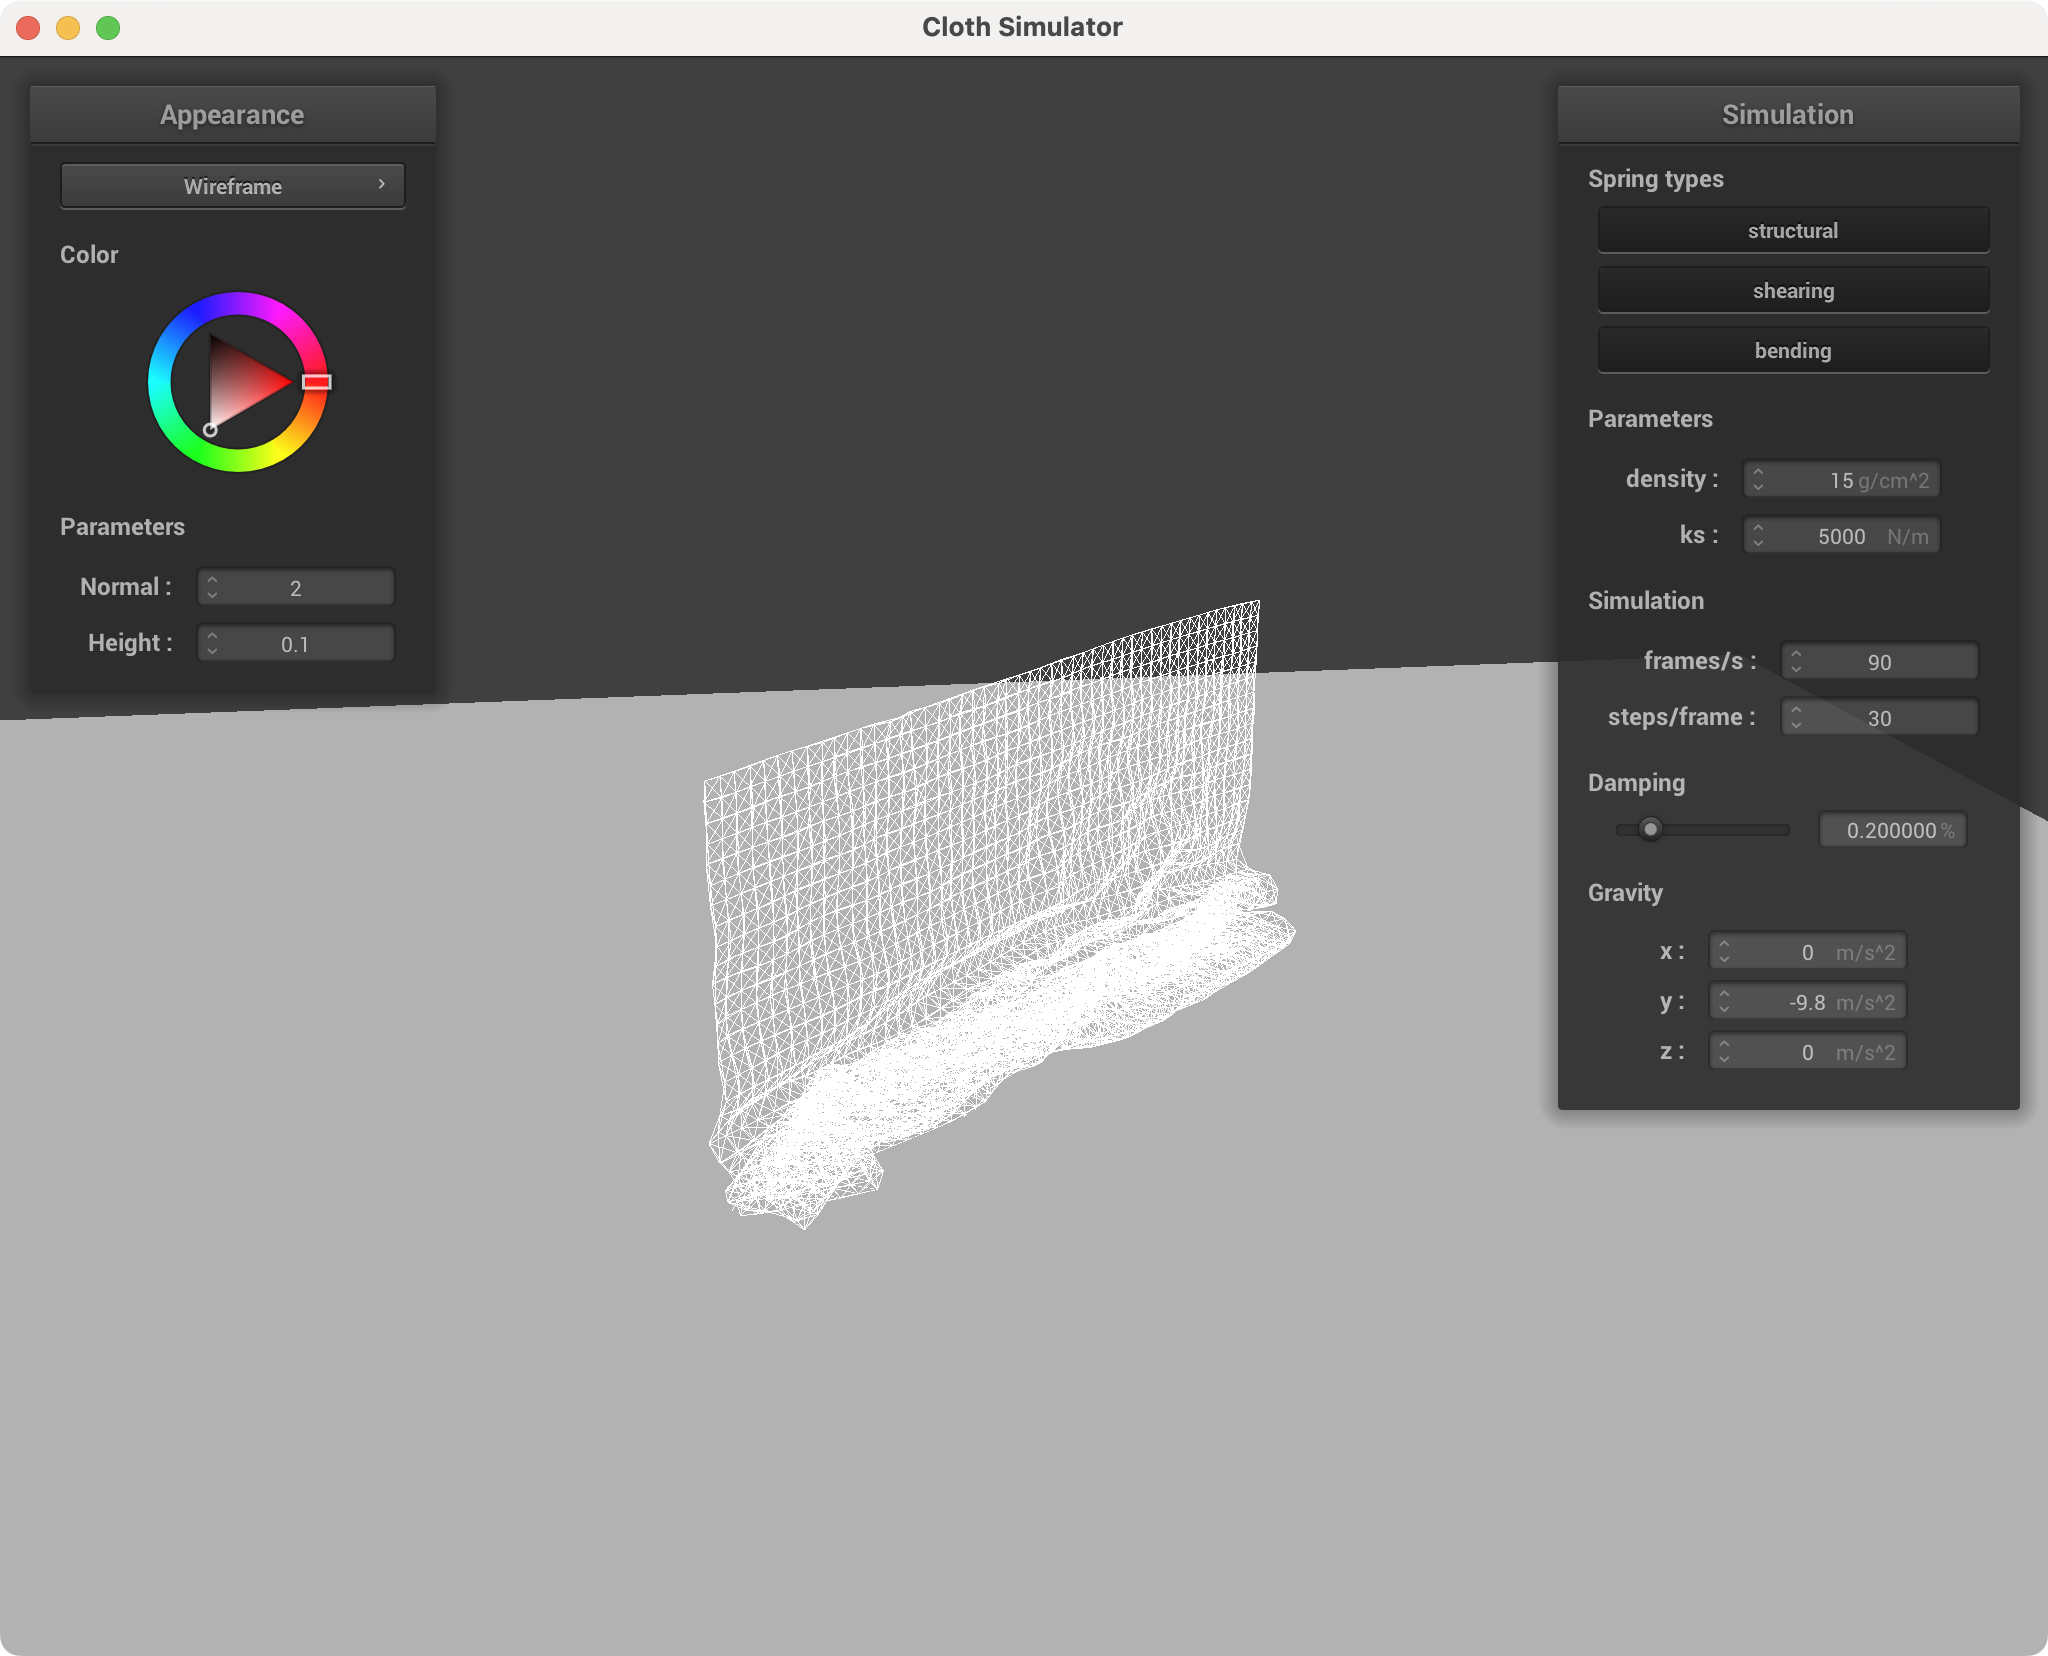 Cloth Simulator
Appearance
Wireframe
Color
Parameters
Normal : 2
Height : 0.1
Simulation
Spring types
structural
shearing
bending
Parameters
density : 15 g/cm^2
ks : 5000 N/m
Simulation
frames/s : 90
steps/frame : 30
Damping
0.200000 %
Gravity
x : 0 m/s^2
y : -9.8 m/s^2
z : 0 m/s^2